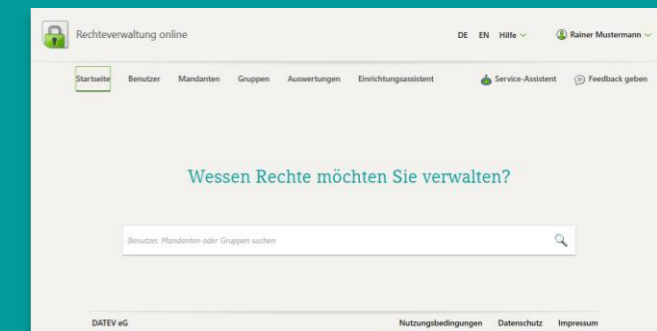 Rechteverwaltung online DE EN Hilfe Rainer Mustermann
Startseite Benutzer Mandanten Gruppen Auswertungen Einrichtungsassistent Service-Assistent Feedback geben
Wessen Rechte möchten Sie verwalten?
Benutzer, Mandanten oder Gruppen suchen
DATEV eG Nutzungsbedingungen Datenschutz Impressum